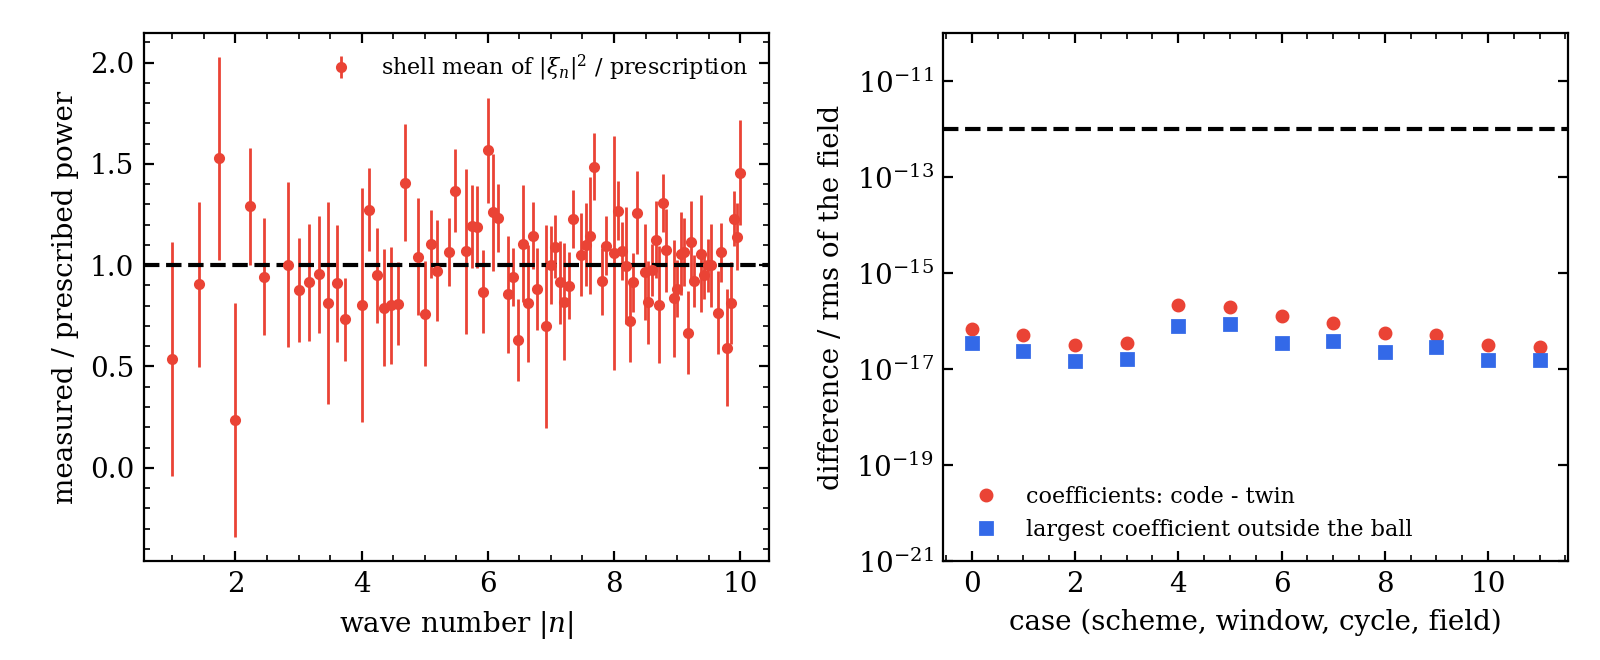 measured / prescribed power
2.0
1.5
1.0
0.5
0.0
shell mean of |ξₙ|² / prescription
2 4 6 8 10
wave number |n|
difference / rms of the field
10⁻¹¹
10⁻¹³
10⁻¹⁵
10⁻¹⁷
10⁻¹⁹
10⁻²¹
coefficients: code - twin
largest coefficient outside the ball
0 2 4 6 8 10
case (scheme, window, cycle, field)